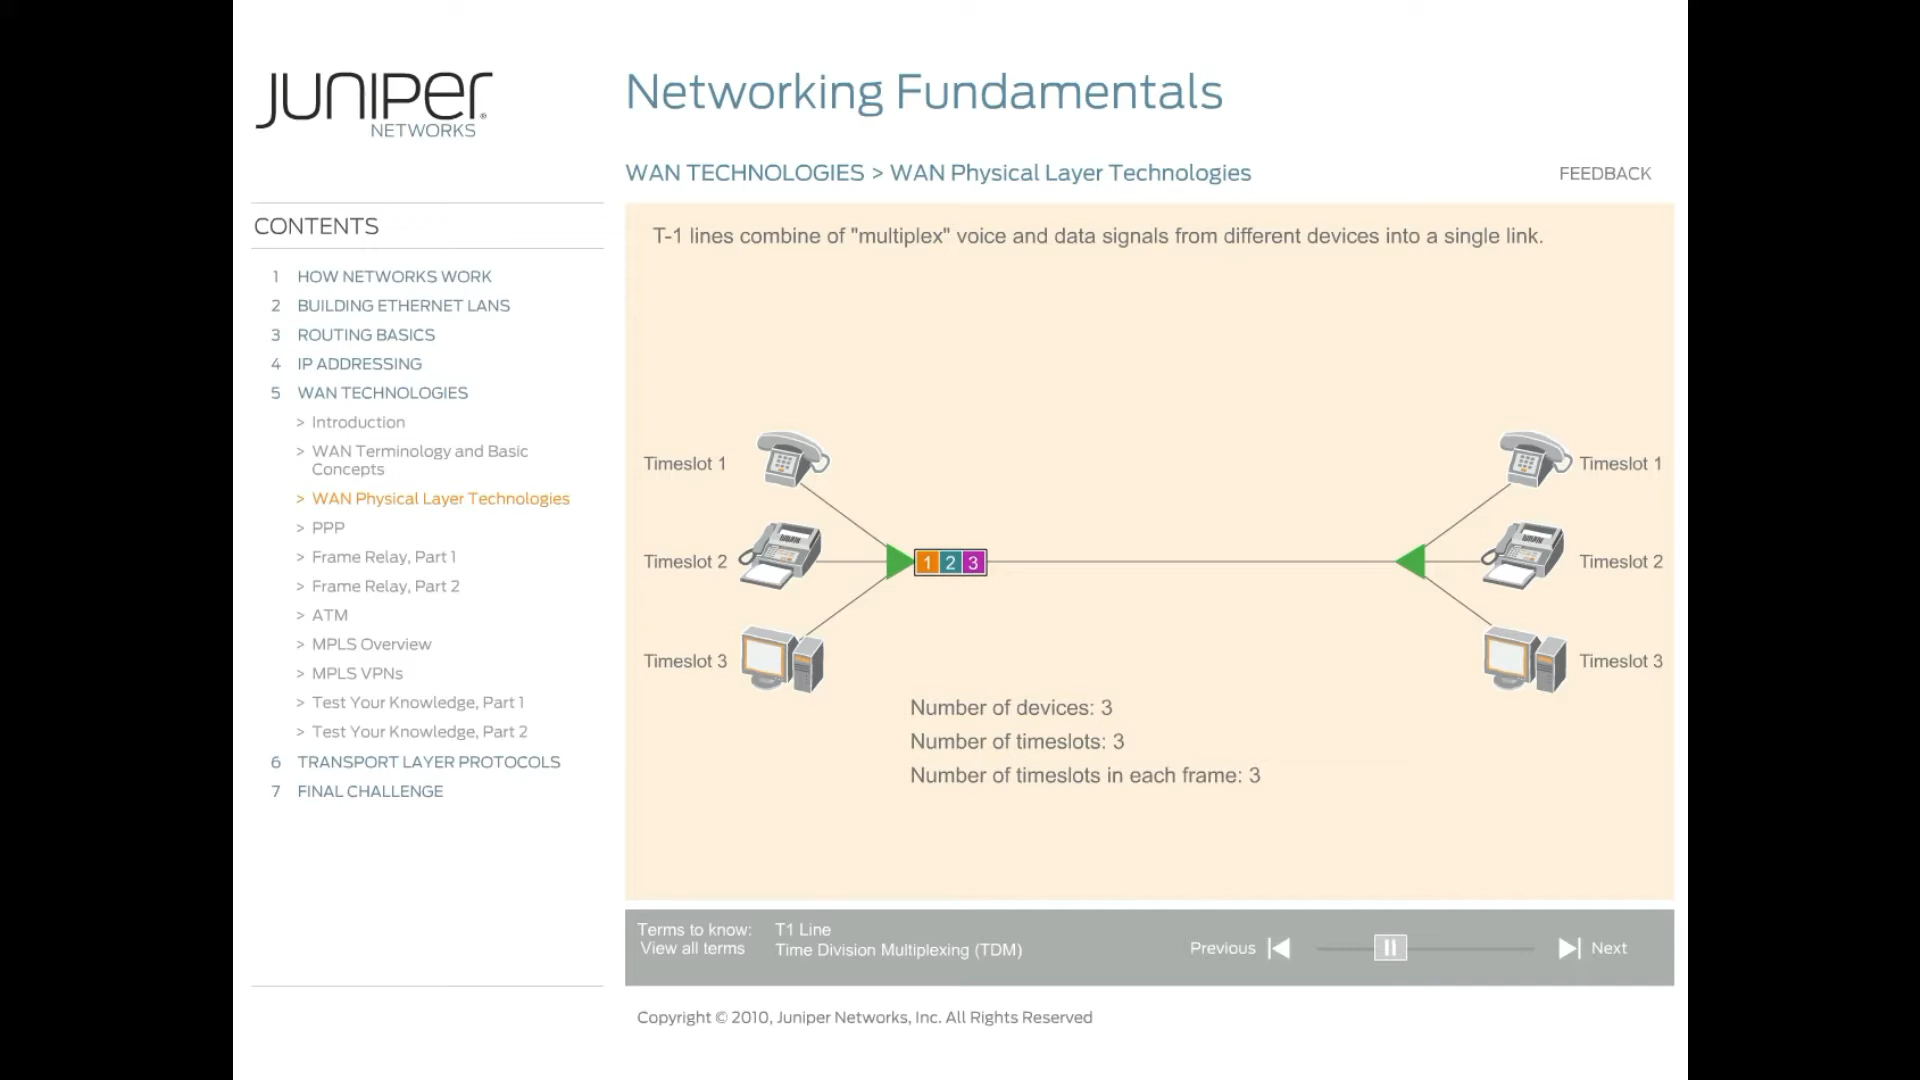 JUNIPER
NETWORKS
Networking Fundamentals
WAN TECHNOLOGIES > WAN Physical Layer Technologies
FEEDBACK
CONTENTS
1 HOW NETWORKS WORK
2 BUILDING ETHERNET LANS
3 ROUTING BASICS
4 IP ADDRESSING
5 WAN TECHNOLOGIES
> Introduction
> WAN Terminology and Basic
Concepts
> WAN Physical Layer Technologies
> PPP
> Frame Relay, Part 1
> Frame Relay, Part 2
> ATM
> MPLS Overview
> MPLS VPNs
> Test Your Knowledge, Part 1
> Test Your Knowledge, Part 2
6 TRANSPORT LAYER PROTOCOLS
7 FINAL CHALLENGE
T-1 lines combine of "multiplex" voice and data signals from different devices into a single link.
Timeslot 1
Timeslot 1
Timeslot 2
1 2 3
Timeslot 2
Timeslot 3
Timeslot 3
Number of devices: 3
Number of timeslots: 3
Number of timeslots in each frame: 3
Terms to know:
View all terms
T1 Line
Time Division Multiplexing (TDM)
Previous
Next
Copyright © 2010, Juniper Networks, Inc. All Rights Reserved